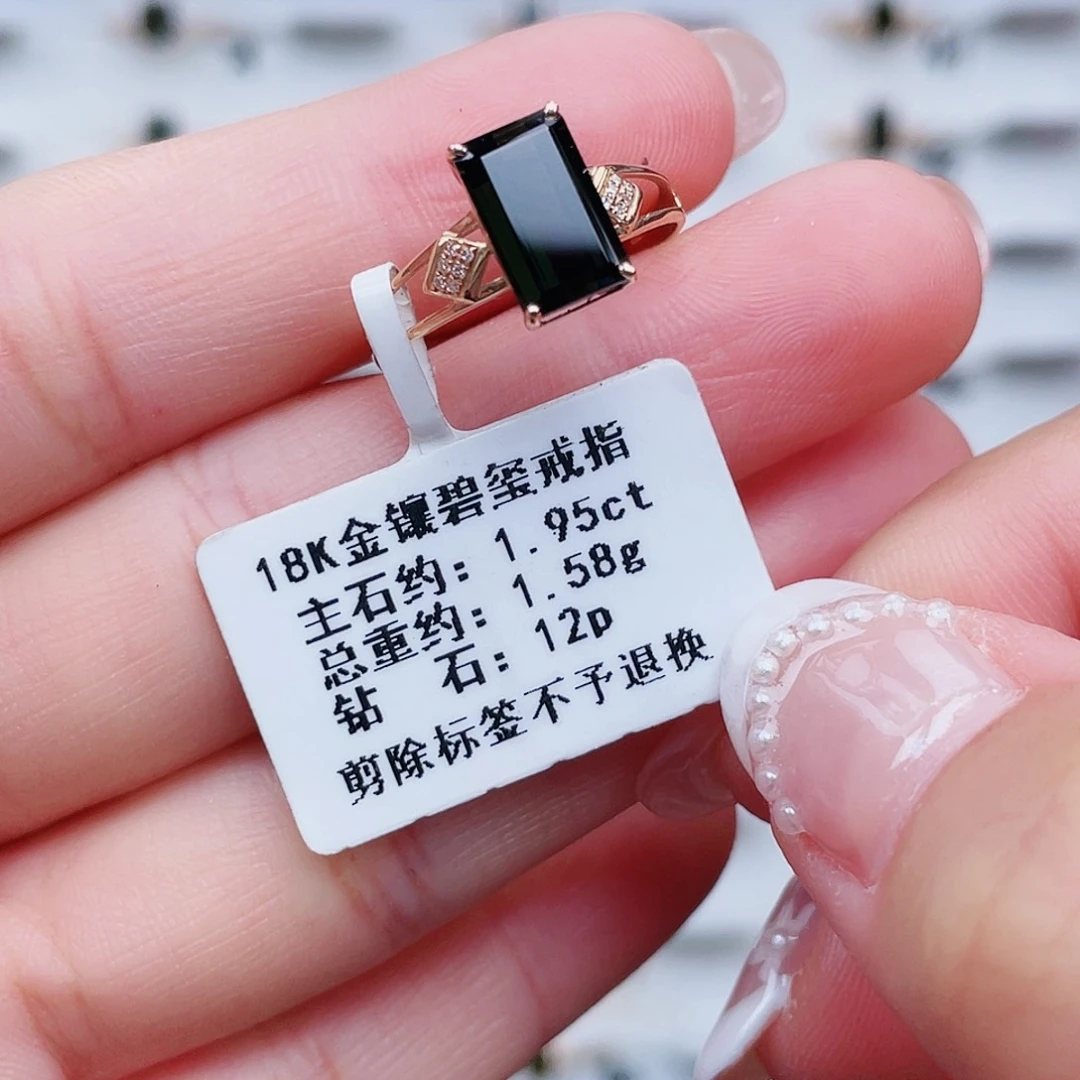 18K金镶碧玺戒指
主石约: 1.95ct
总重约: 1.58g
钻 石: 12p
剪除标签不予退换